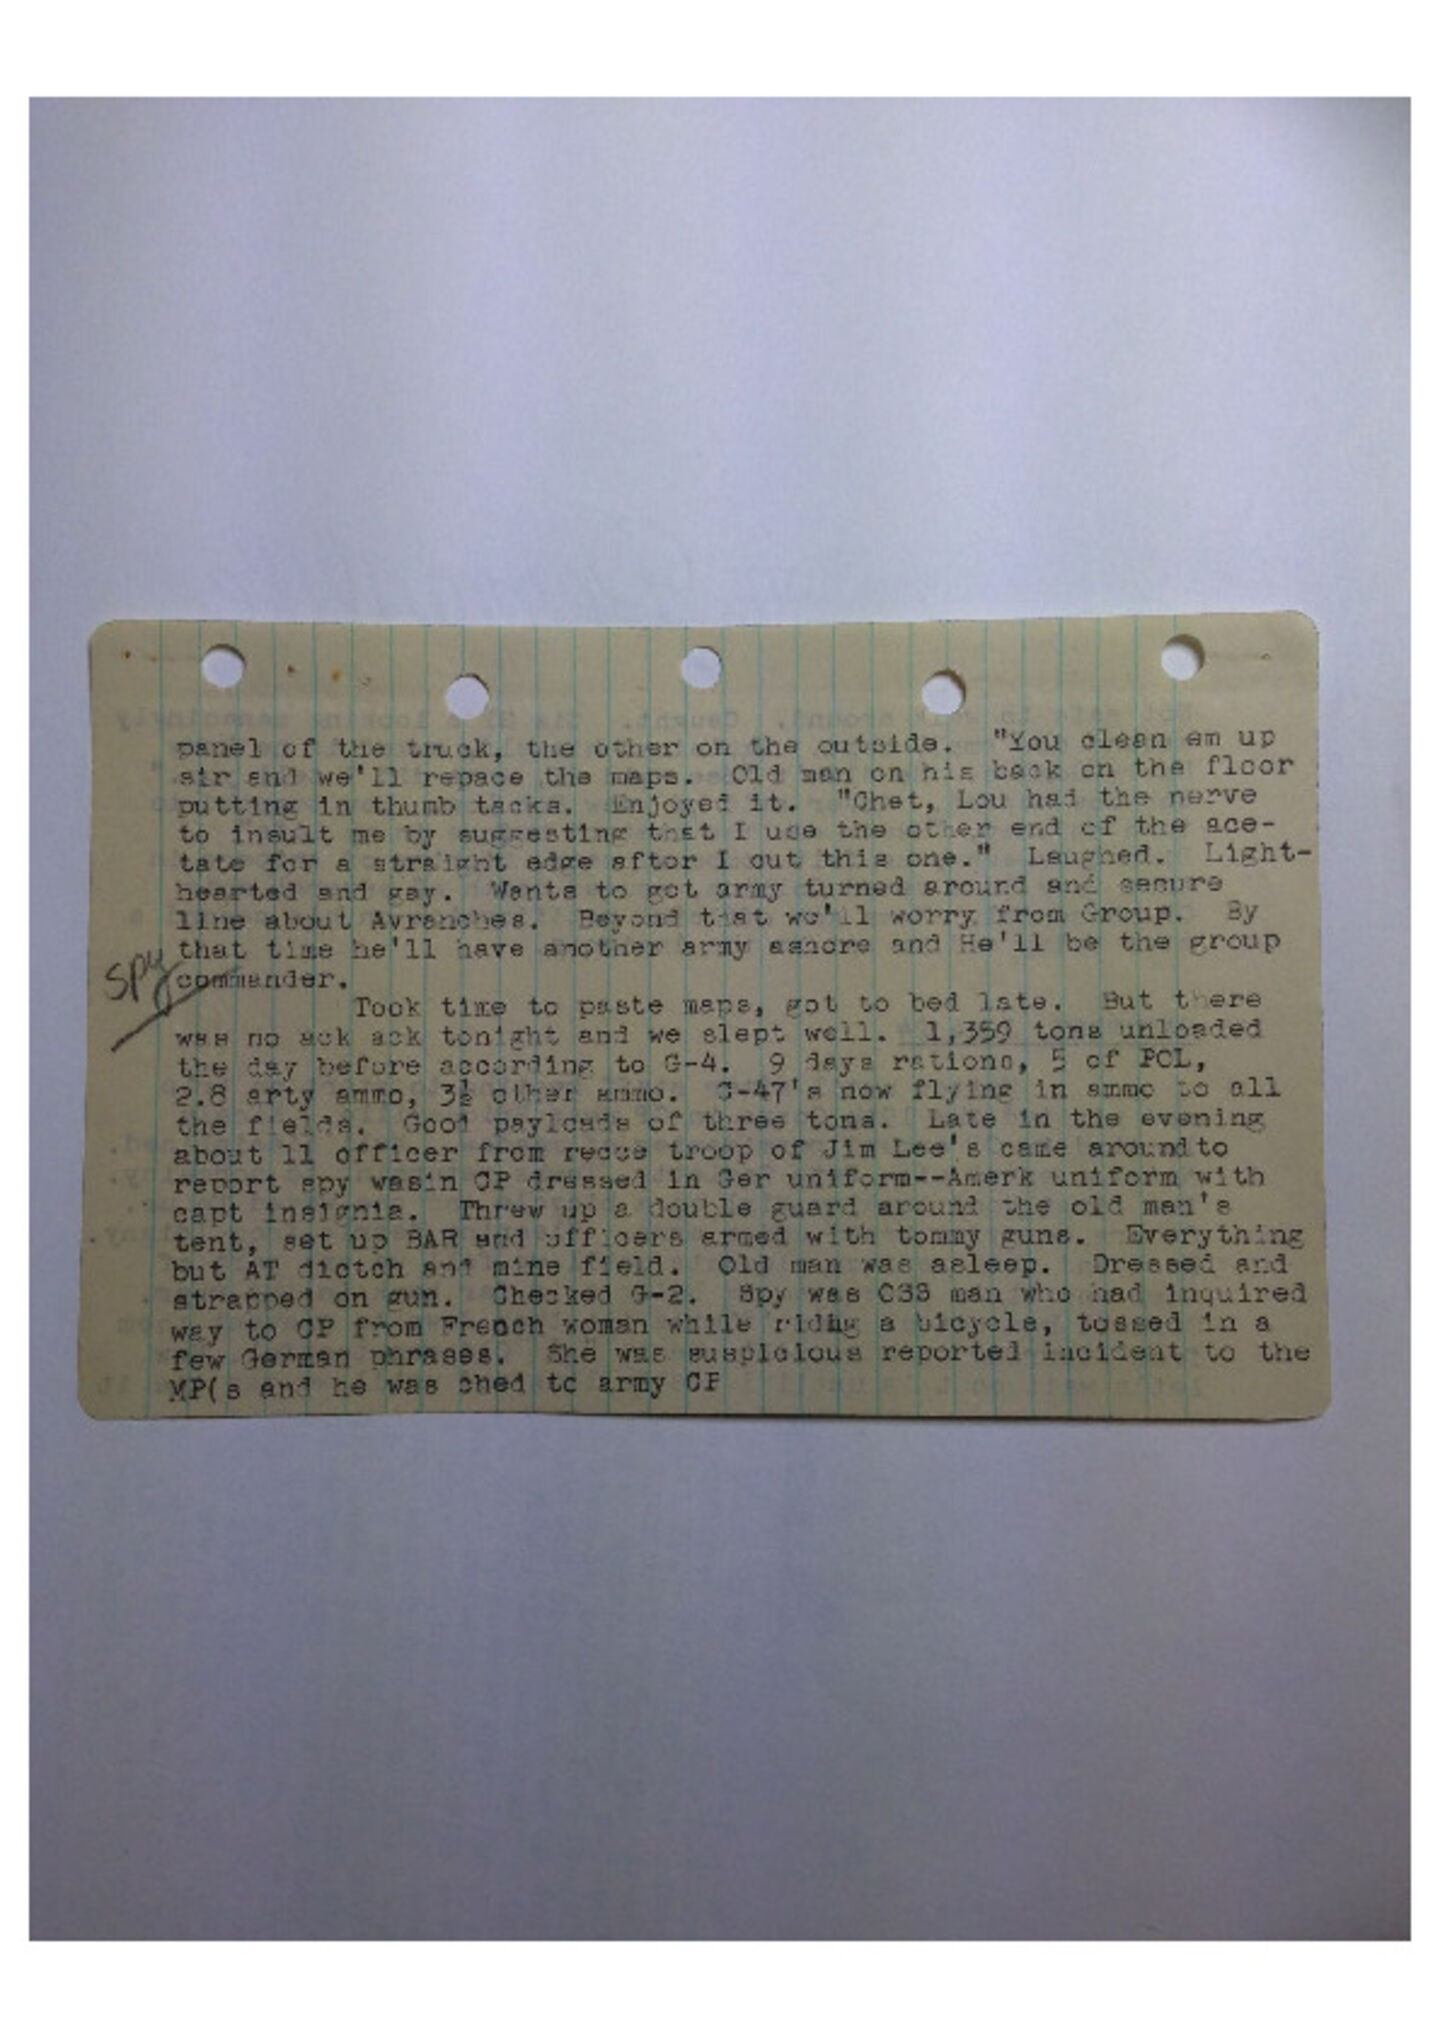 panel of the truck, the other on the outside.  "You clean em up
sir and we'll repace the maps.  Old man on his back on the floor
putting in thumb tacks.  Enjoyed it.  "Chet, Lou had the nerve
to insult me by suggesting that I use the other end of the ace-
tate for a straight edge after I cut this one."  Laughed.  Light-
hearted and gay.  Wants to get army turned around and secure
line about Avranches.  Beyond that we'll worry from Group.  By
that time he'll have another army ashore and He'll be the group
spy
commander.
Took time to paste maps, got to bed late.  But there
was no ack ack tonight and we slept well.  1,359 tons unloaded
the day before according to G-4.  9 days rations, 5 of POL,
2.8 arty ammo, 3½ other ammo.  C-47's now flying in ammo to all
the fields.  Good payloads of three tons.  Late in the evening
about 11 officer from recce troop of Jim Lee's came around to
report spy wasin CP dressed in Ger uniform--Amerk uniform with
capt insignia.  Threw up a double guard around the old man's
tent, set up BAR and officers armed with tommy guns.  Everything
but AT dictch and mine field.  Old man was asleep.  Dressed and
strapped on gun.  Checked G-2.  Spy was OSS man who had inquired
way to CP from French woman while riding a bicycle, tossed in a
few German phrases.  She was suspicious reported incident to the
MP(s and he was ched to army CP